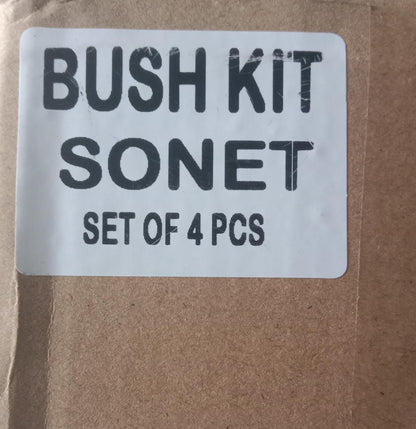 BUSH KIT
SONET
SET OF 4 PCS